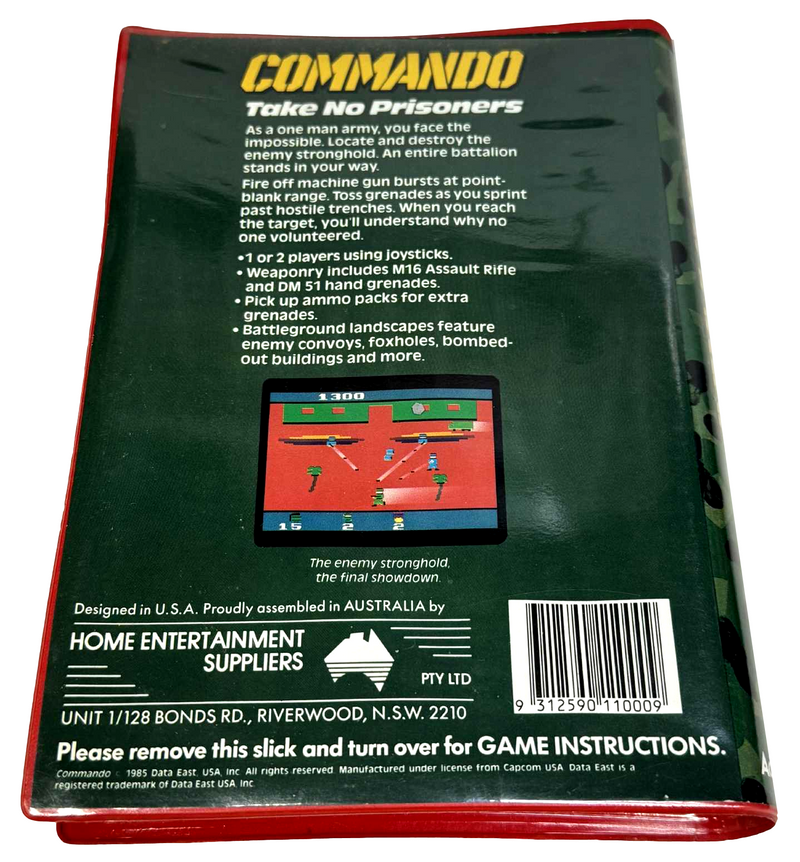 COMMANDO
Take No Prisoners
As a one man army, you face the
impossible. Locate and destroy the
enemy stronghold. An entire battalion
stands in your way.
Fire off machine gun bursts at point-
blank range. Toss grenades as you sprint
past hostile trenches. When you reach
the target, you'll understand why no
one volunteered.
•1 or 2 players using joysticks.
•Weaponry includes M16 Assault Rifle
and DM 51 hand grenades.
•Pick up ammo packs for extra
grenades.
•Battleground landscapes feature
enemy convoys, foxholes, bombed-
out buildings and more.
1300
15 2 2
The enemy stronghold,
the final showdown.
Designed in U.S.A. Proudly assembled in AUSTRALIA by
HOME ENTERTAINMENT
SUPPLIERS
PTY LTD
UNIT 1/128 BONDS RD., RIVERWOOD, N.S.W. 2210
9 312590 110009
Please remove this slick and turn over for GAME INSTRUCTIONS.
Commando © 1985 Data East, USA, Inc. All rights reserved. Manufactured under license from Capcom USA. Data East is a
registered trademark of Data East USA Inc.